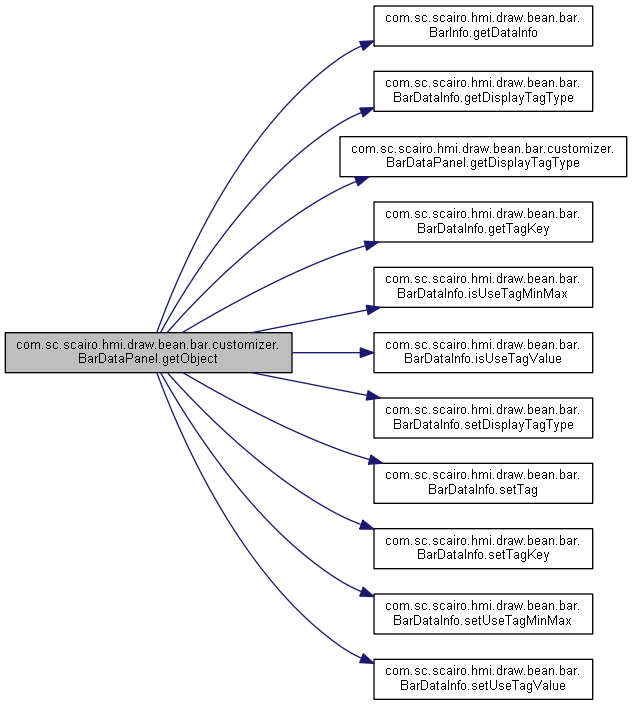 com.sc.scairo.hmi.draw.bean.bar.
BarInfo.getDataInfo
com.sc.scairo.hmi.draw.bean.bar.
BarDataInfo.getDisplayTagType
com.sc.scairo.hmi.draw.bean.bar.customizer.
BarDataPanel.getDisplayTagType
com.sc.scairo.hmi.draw.bean.bar.
BarDataInfo.getTagKey
com.sc.scairo.hmi.draw.bean.bar.
BarDataInfo.isUseTagMinMax
com.sc.scairo.hmi.draw.bean.bar.customizer.
BarDataPanel.getObject
com.sc.scairo.hmi.draw.bean.bar.
BarDataInfo.isUseTagValue
com.sc.scairo.hmi.draw.bean.bar.
BarDataInfo.setDisplayTagType
com.sc.scairo.hmi.draw.bean.bar.
BarDataInfo.setTag
com.sc.scairo.hmi.draw.bean.bar.
BarDataInfo.setTagKey
com.sc.scairo.hmi.draw.bean.bar.
BarDataInfo.setUseTagMinMax
com.sc.scairo.hmi.draw.bean.bar.
BarDataInfo.setUseTagValue